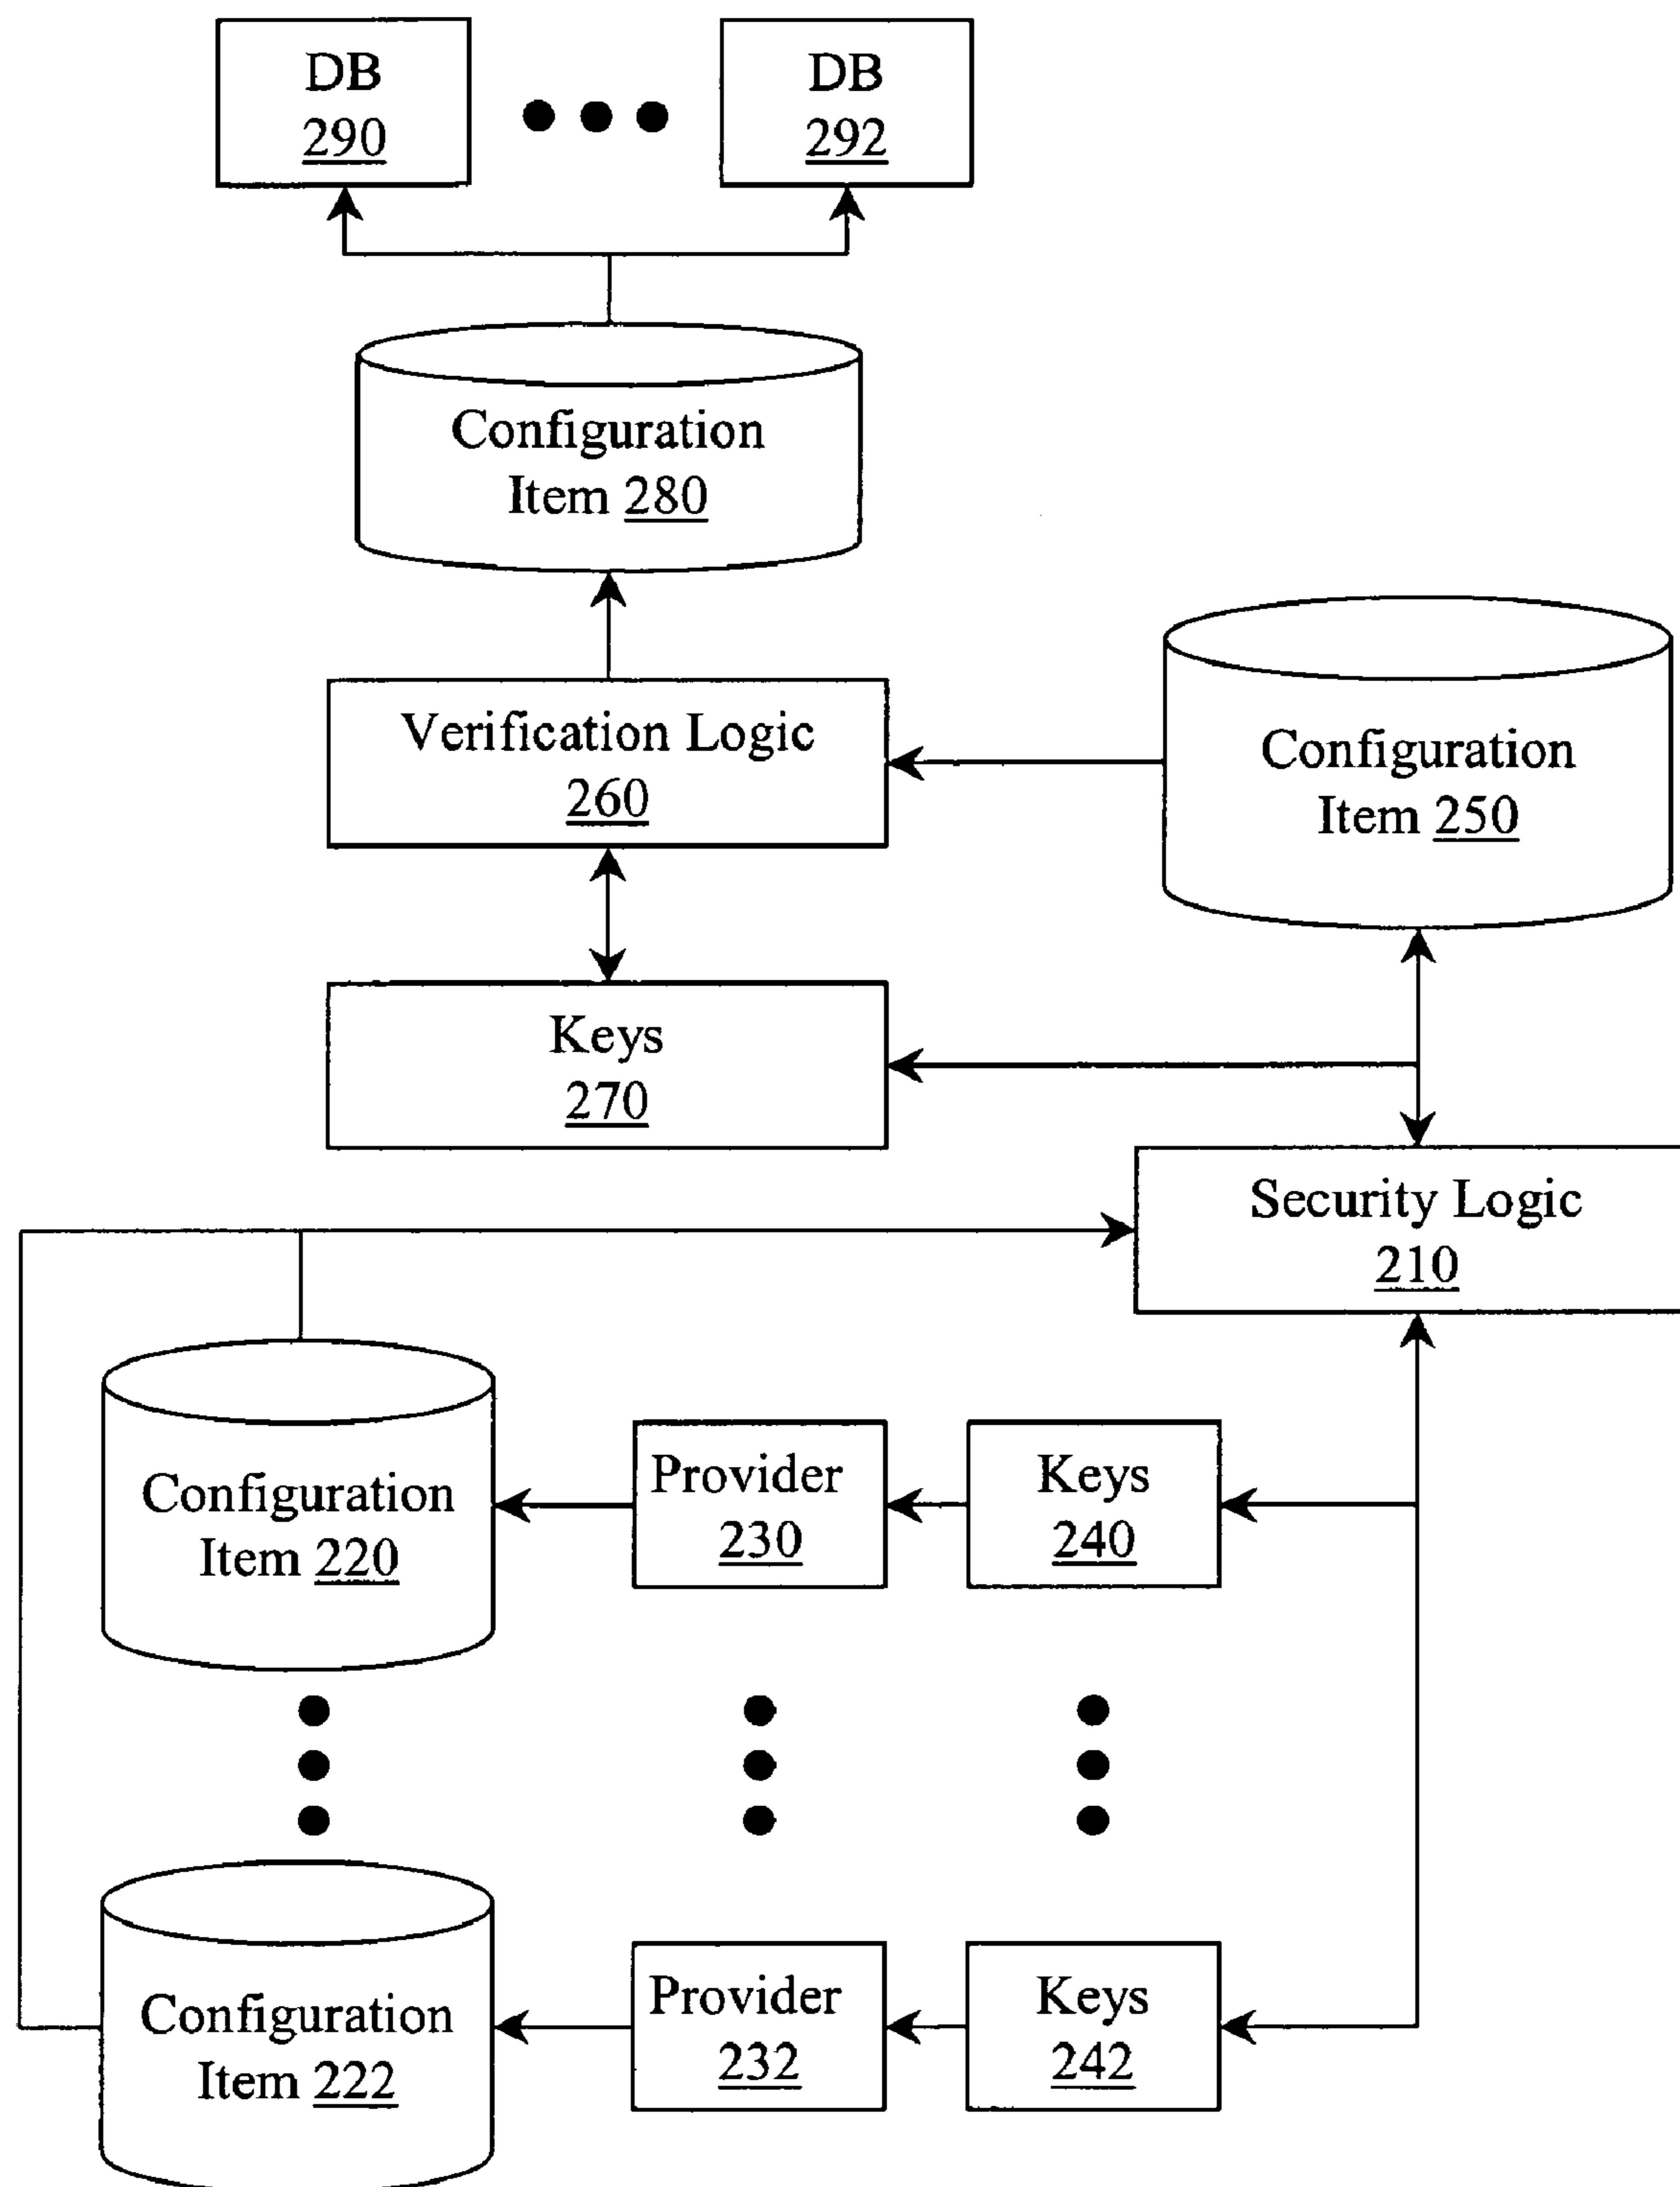 DB
290
DB
292
Configuration
Item 280
Verification Logic
260
Configuration
Item 250
Keys
270
Security Logic
210
Configuration
Item 220
Provider
230
Keys
240
Configuration
Item 222
Provider
232
Keys
242